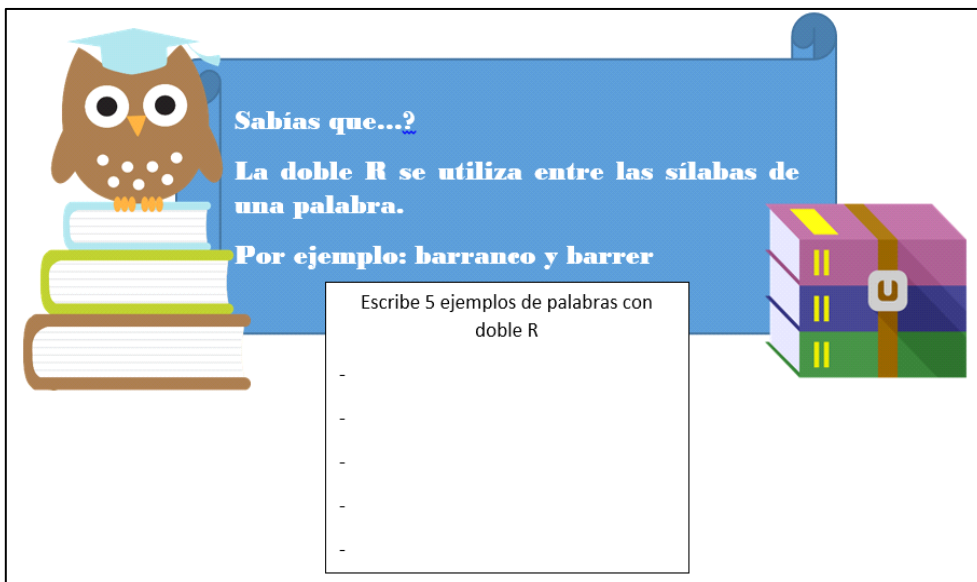 Sabías que...?
La doble R se utiliza entre las sílabas de
una palabra.
Por ejemplo: barranco y barrer
Escribe 5 ejemplos de palabras con
doble R
-
-
-
-
-